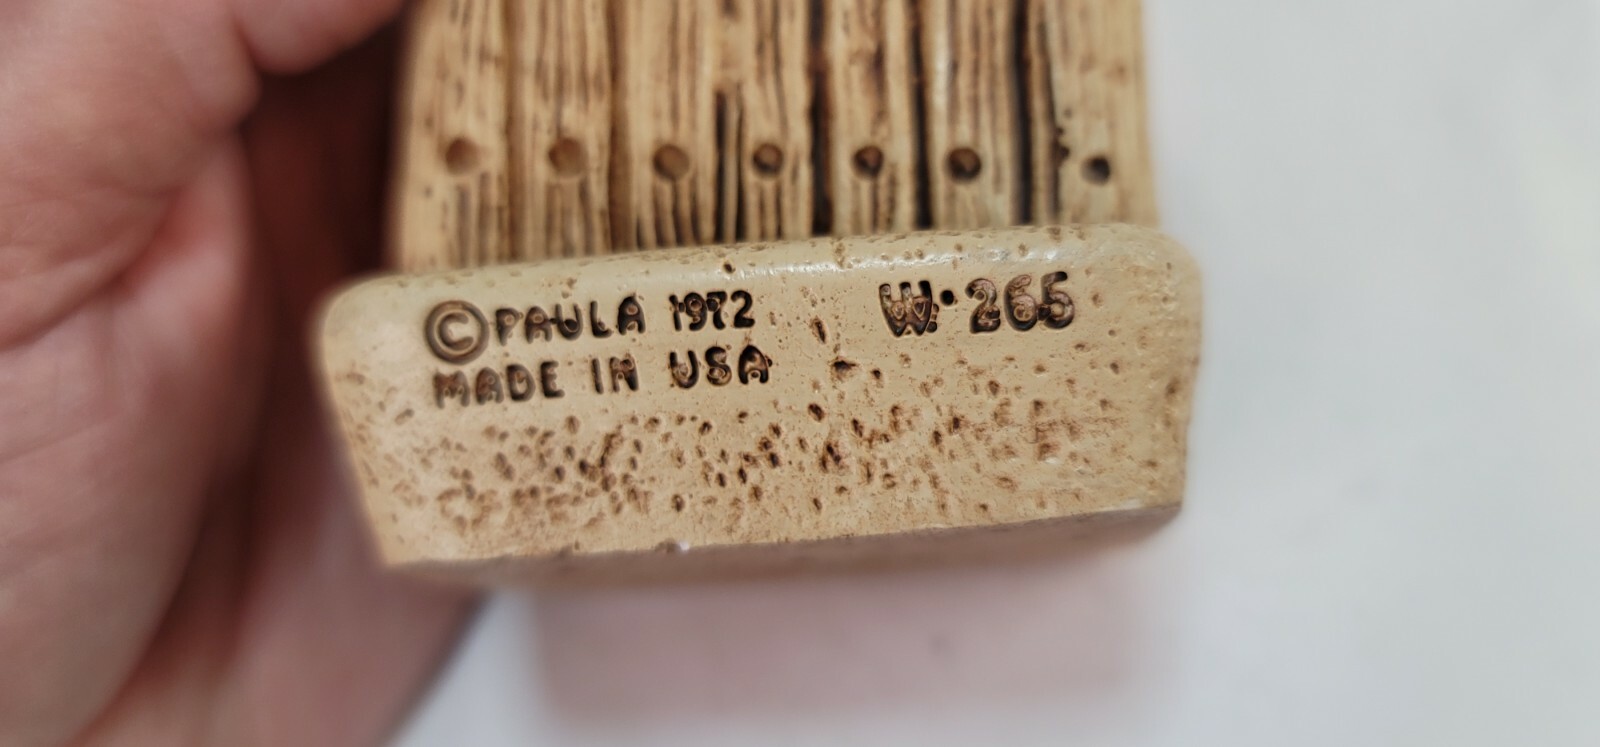 © PAULA 1972 W·265
MADE IN USA